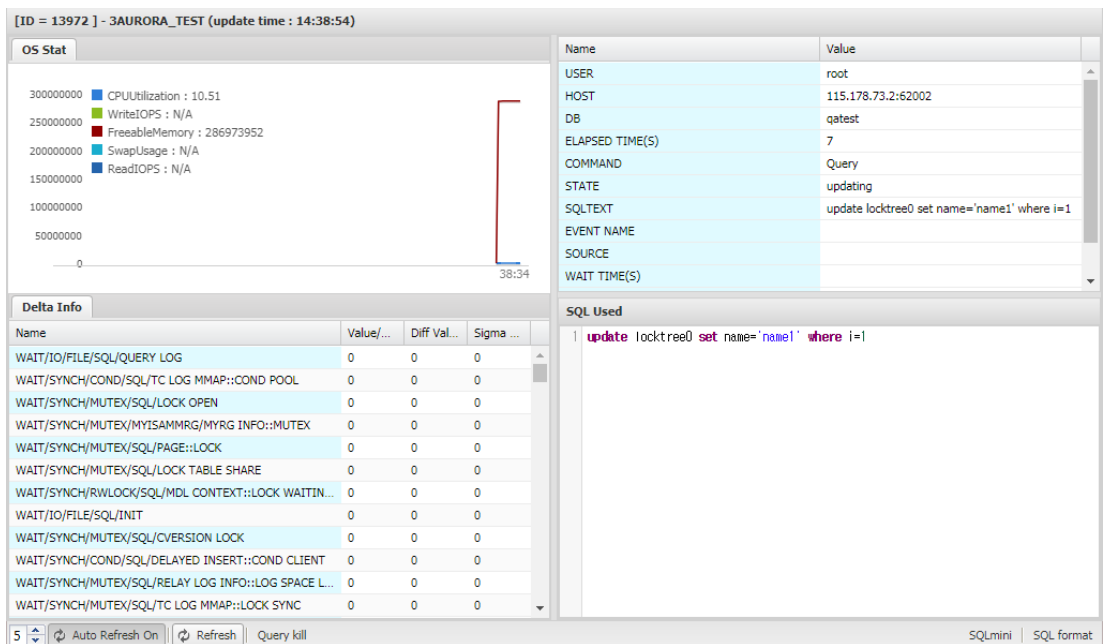 [ID = 13972 ] - 3AURORA_TEST (update time : 14:38:54)
OS Stat
300000000
250000000
200000000
150000000
100000000
50000000
0
CPUUtilization : 10.51
WriteIOPS : N/A
FreeableMemory : 286973952
SwapUsage : N/A
ReadIOPS : N/A
38:34
Name Value
USER root
HOST 115.178.73.2:62002
DB qatest
ELAPSED TIME(S) 7
COMMAND Query
STATE updating
SQLTEXT update locktree0 set name='name1' where i=1
EVENT NAME
SOURCE
WAIT TIME(S)
Delta Info
Name Value/... Diff Val... Sigma ...
WAIT/IO/FILE/SQL/QUERY LOG 0 0 0
WAIT/SYNCH/COND/SQL/TC LOG MMAP::COND POOL 0 0 0
WAIT/SYNCH/MUTEX/SQL/LOCK OPEN 0 0 0
WAIT/SYNCH/MUTEX/MYISAMMRG/MYRG INFO::MUTEX 0 0 0
WAIT/SYNCH/MUTEX/SQL/PAGE::LOCK 0 0 0
WAIT/SYNCH/MUTEX/SQL/LOCK TABLE SHARE 0 0 0
WAIT/SYNCH/RWLOCK/SQL/MDL CONTEXT::LOCK WAITIN... 0 0 0
WAIT/IO/FILE/SQL/INIT 0 0 0
WAIT/SYNCH/MUTEX/SQL/CVERSION LOCK 0 0 0
WAIT/SYNCH/COND/SQL/DELAYED INSERT::COND CLIENT 0 0 0
WAIT/SYNCH/MUTEX/SQL/RELAY LOG INFO::LOG SPACE L... 0 0 0
WAIT/SYNCH/MUTEX/SQL/TC LOG MMAP::LOCK SYNC 0 0 0
SQL Used
1 update locktree0 set name='name1' where i=1
5 Auto Refresh On Refresh Query kill SQLmini SQL format